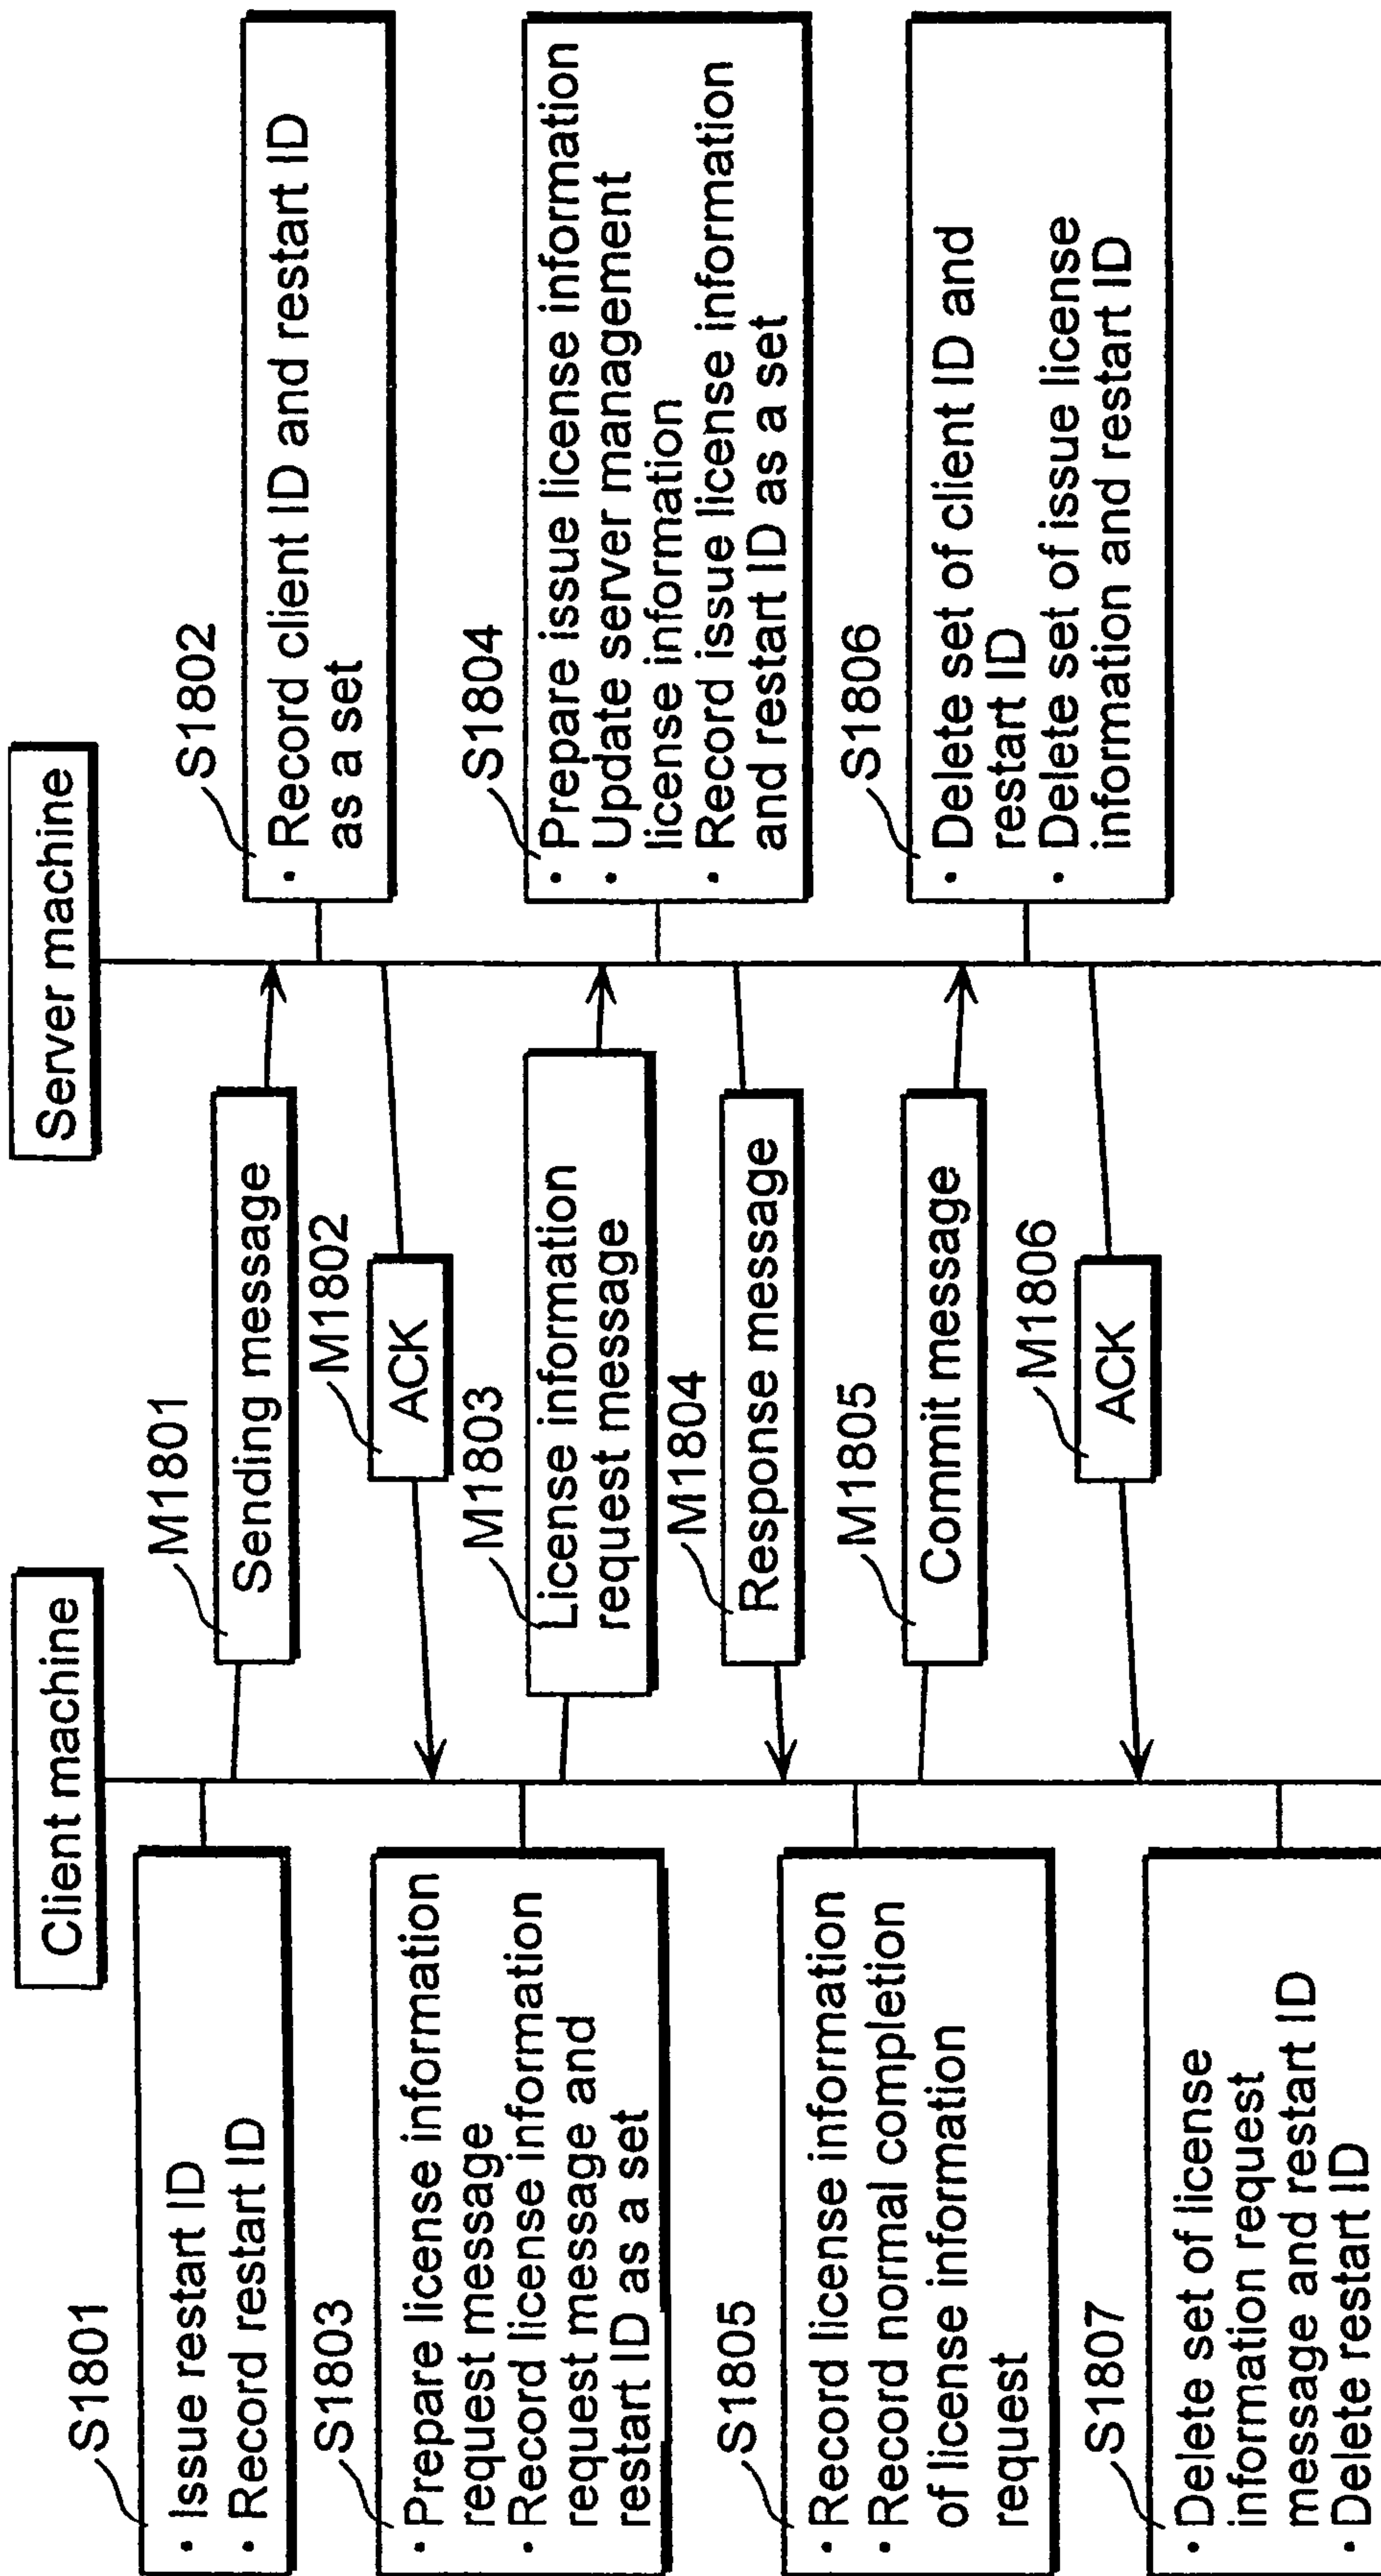 Client machine
Server machine
S1801
· Issue restart ID
· Record restart ID
M1801
Sending message
S1802
· Record client ID and restart ID
as a set
M1802
ACK
S1803
· Prepare license information
request message
· Record license information
request message and
restart ID as a set
M1803
License information
request message
S1804
· Prepare issue license information
· Update server management
license information
· Record issue license information
and restart ID as a set
M1804
Response message
S1805
· Record license information
· Record normal completion
of license information
request
M1805
Commit message
S1806
· Delete set of client ID and
restart ID
· Delete set of issue license
information and restart ID
M1806
ACK
S1807
· Delete set of license
information request
message and restart ID
· Delete restart ID